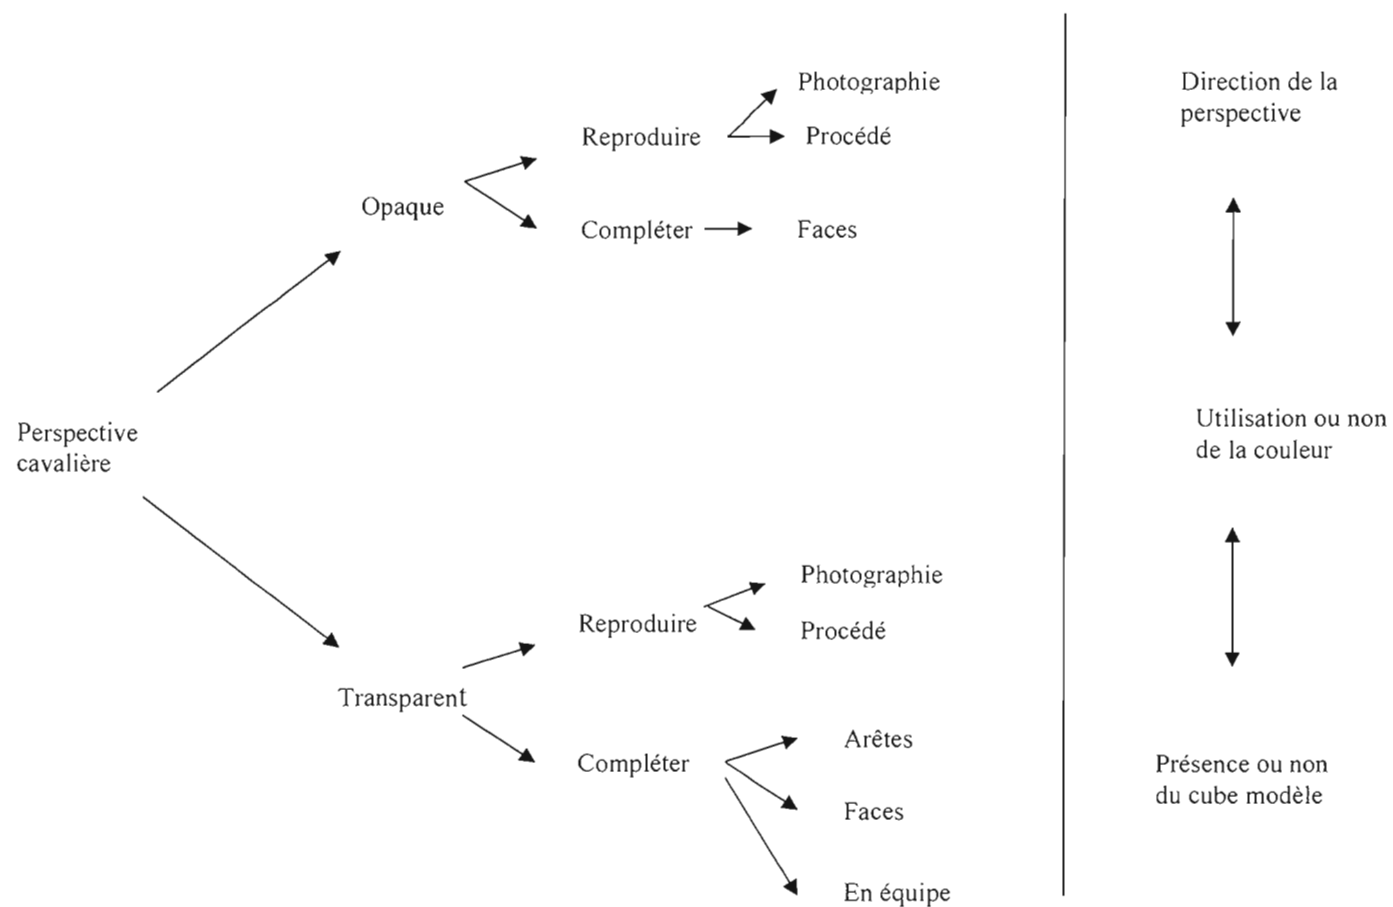 Photographie
Reproduire
Procédé
Opaque
Compléter
Faces
Perspective
cavalière
Photographie
Reproduire
Procédé
Transparent
Compléter
Arêtes
Faces
En équipe
Direction de la
perspective
Utilisation ou non
de la couleur
Présence ou non
du cube modèle